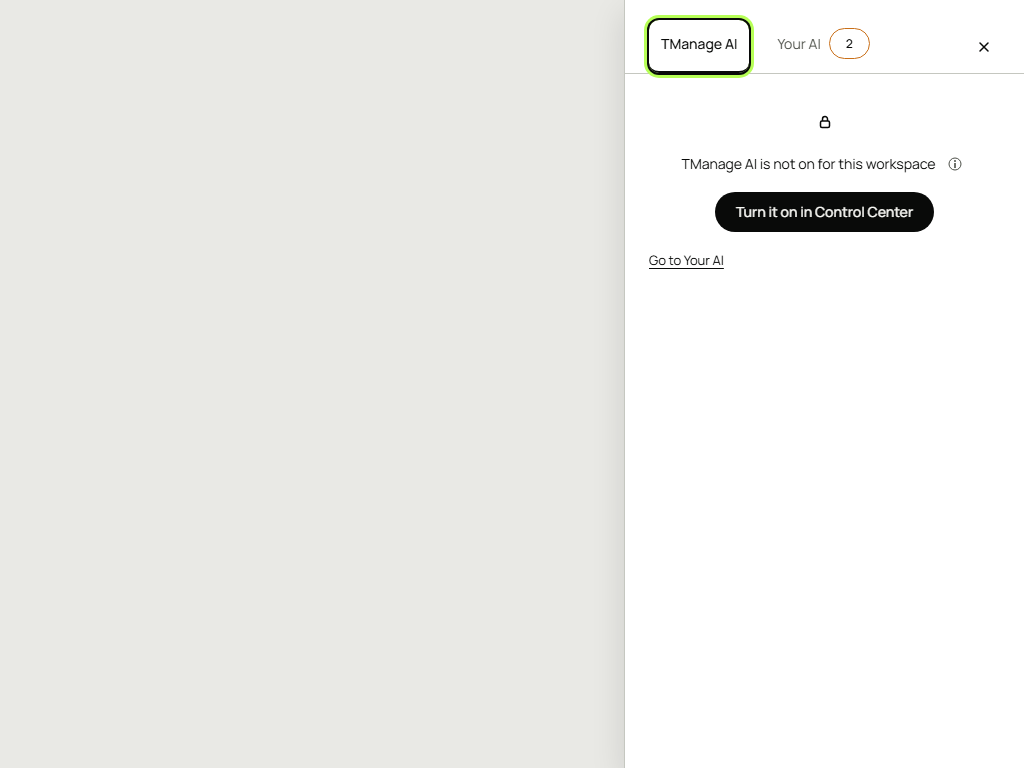 TManage AI
Your AI 2
TManage AI is not on for this workspace
Turn it on in Control Center
Go to Your AI